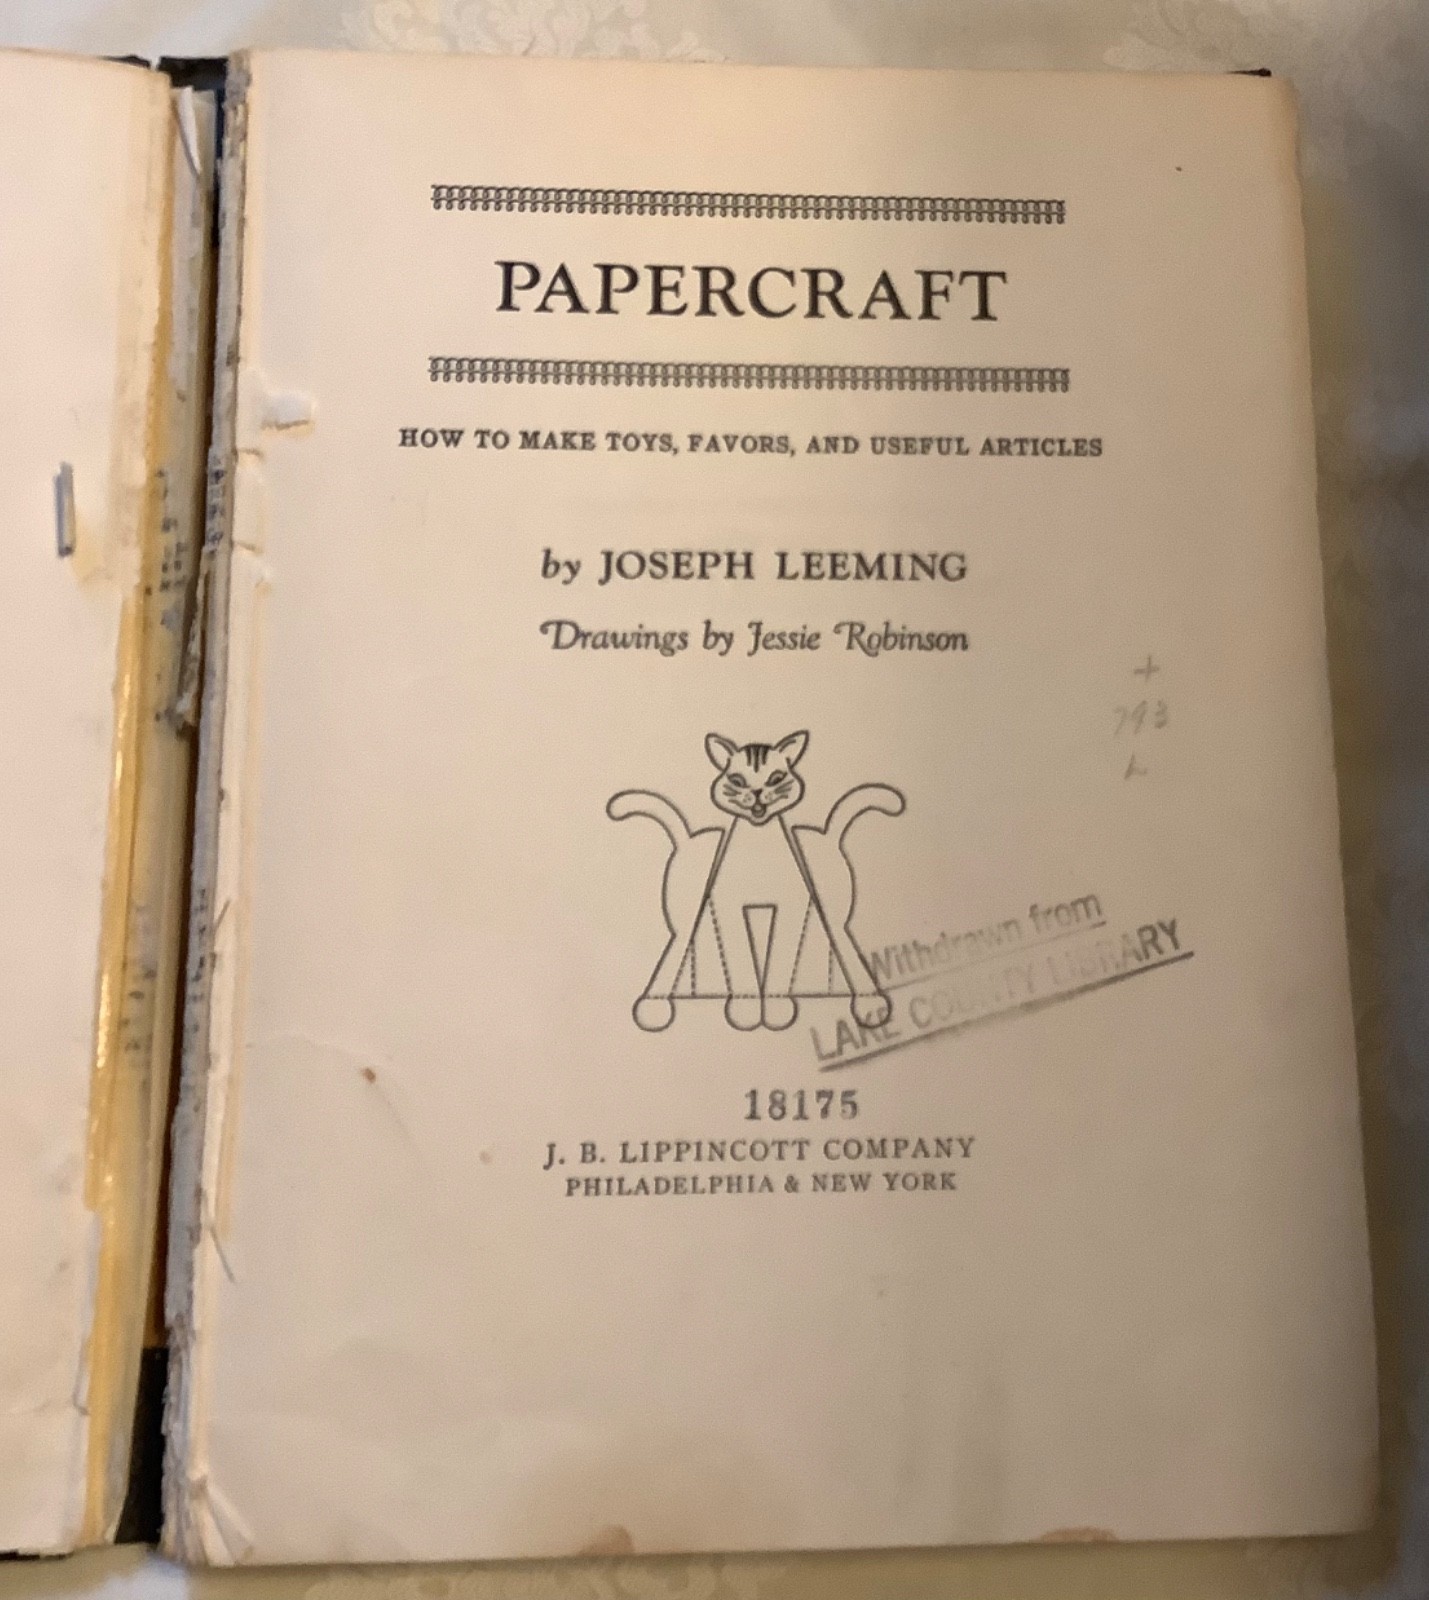 PAPERCRAFT
HOW TO MAKE TOYS, FAVORS, AND USEFUL ARTICLES
by JOSEPH LEEMING
Drawings by Jessie Robinson
+
793
L
Withdrawn from
LAKE COUNTY LIBRARY
18175
J. B. LIPPINCOTT COMPANY
PHILADELPHIA & NEW YORK